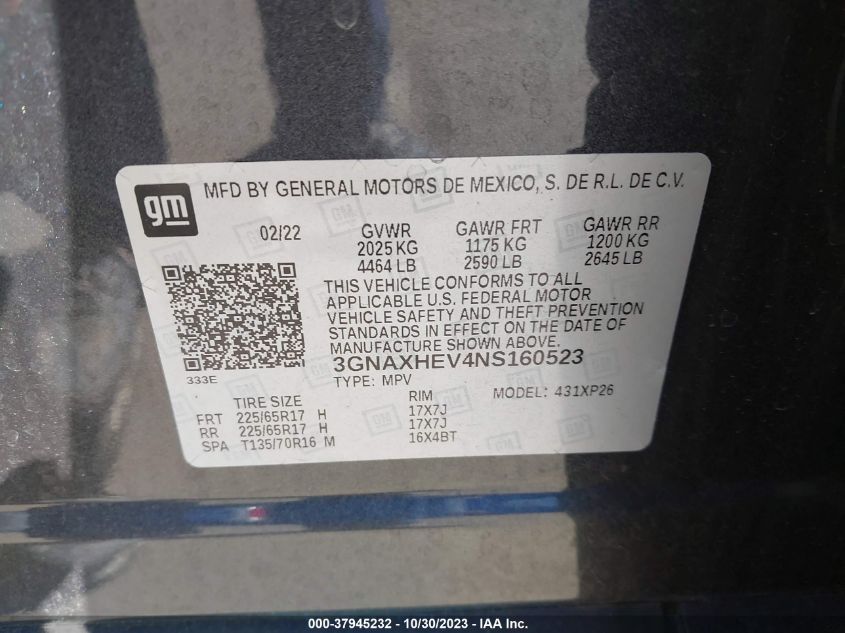 gm
MFD BY GENERAL MOTORS DE MEXICO, S. DE R.L. DE C.V.
02/22 GVWR GAWR FRT GAWR RR
2025 KG 1175 KG 1200 KG
4464 LB 2590 LB 2645 LB
THIS VEHICLE CONFORMS TO ALL
APPLICABLE U.S. FEDERAL MOTOR
VEHICLE SAFETY AND THEFT PREVENTION
STANDARDS IN EFFECT ON THE DATE OF
MANUFACTURE SHOWN ABOVE.
333E
3GNAXHEV4NS160523
TYPE: MPV MODEL: 431XP26
TIRE SIZE RIM
FRT 225/65R17 H 17X7J
RR 225/65R17 H 17X7J
SPA T135/70R16 M 16X4BT
000-37945232 - 10/30/2023 - IAA Inc.